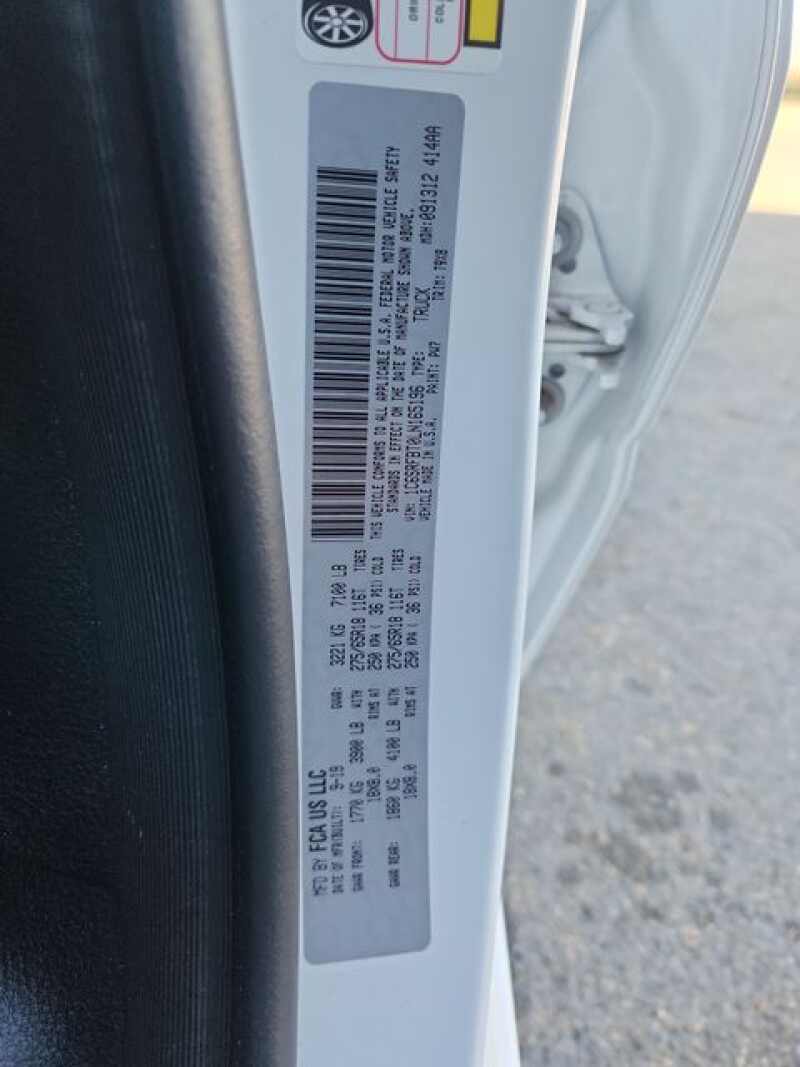 MFD BY FCA US LLC
DATE OF MFR(BUILT): 9-19 GVWR: 3221 KG 7100 LB
GAWR FRONT: 1770 KG 3900 LB WITH 275/65R18 116T TIRES
18X8.0 RIMS AT 250 KPA ( 36 PSI) COLD
GAWR REAR: 1860 KG 4100 LB WITH 275/65R18 116T TIRES
18X8.0 RIMS AT 250 KPA ( 36 PSI) COLD
THIS VEHICLE CONFORMS TO ALL APPLICABLE U.S.A. FEDERAL MOTOR VEHICLE SAFETY
STANDARDS IN EFFECT ON THE DATE OF MANUFACTURE SHOWN ABOVE.
VIN: 1C6SRFBT0LN165196 TYPE: TRUCK MDH: 091312 414AA
VEHICLE MADE IN U.S.A. PAINT: PW7 TRIM: T9X8